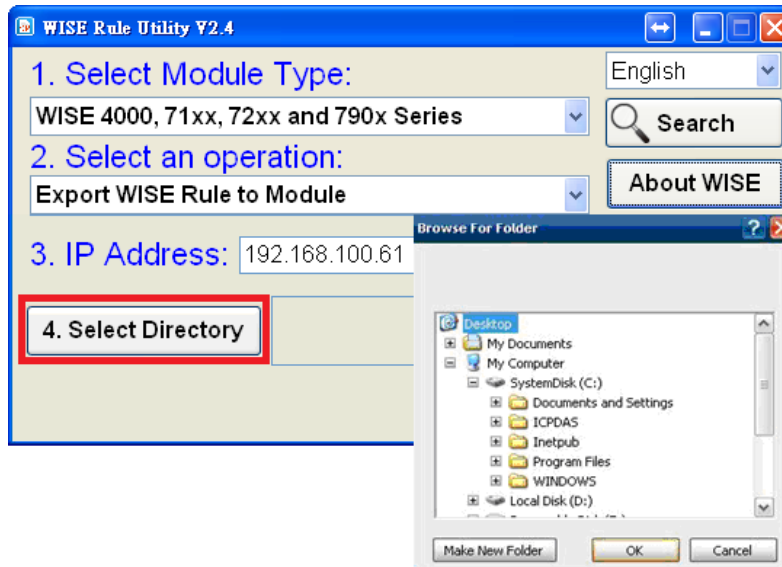 WISE Rule Utility V2.4
1. Select Module Type:
English
WISE 4000, 71xx, 72xx and 790x Series
Search
2. Select an operation:
About WISE
Export WISE Rule to Module
Browse For Folder
3. IP Address:
192.168.100.61
4. Select Directory
Desktop
My Documents
My Computer
SystemDisk (C:)
Documents and Settings
ICPDAS
Inetpub
Program Files
WINDOWS
Local Disk (D:)
Make New Folder
OK
Cancel